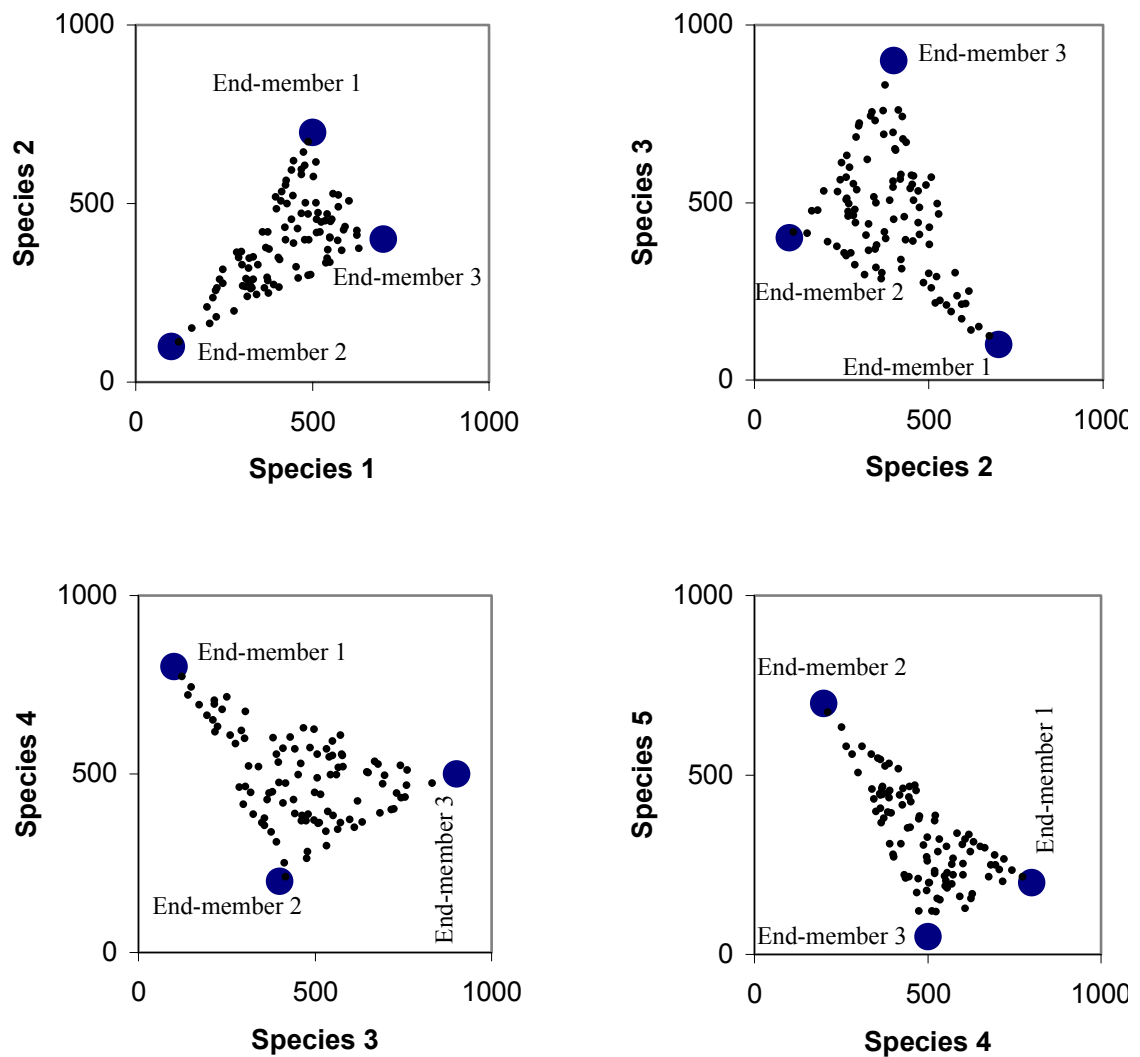 1000
End-member 1
Species 2
500
End-member 3
End-member 2
0
0 500 1000
Species 1
1000
End-member 3
Species 3
500
End-member 2
End-member 1
0
0 500 1000
Species 2
1000
End-member 1
Species 4
500
End-member 3
End-member 2
0
0 500 1000
Species 3
1000
End-member 2
End-member 1
Species 5
500
End-member 3
0
0 500 1000
Species 4